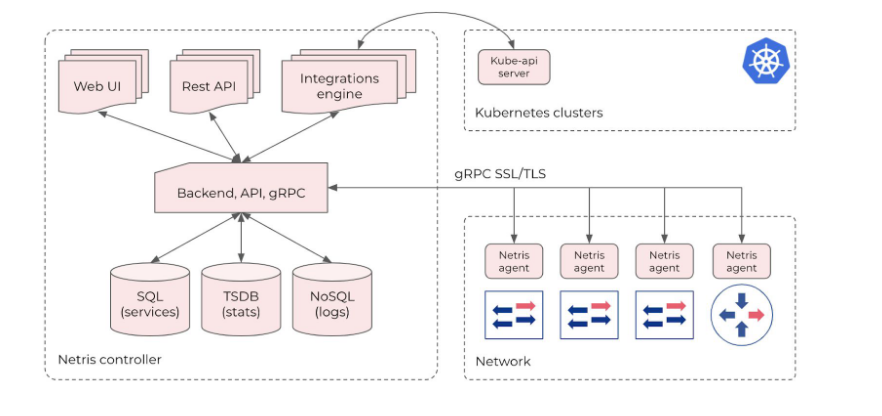 Web UI
Rest API
Integrations
engine
Kube-api
server
Kubernetes clusters
Backend, API, gRPC
gRPC SSL/TLS
SQL
(services)
TSDB
(stats)
NoSQL
(logs)
Netris controller
Netris
agent
Netris
agent
Netris
agent
Netris
agent
Network